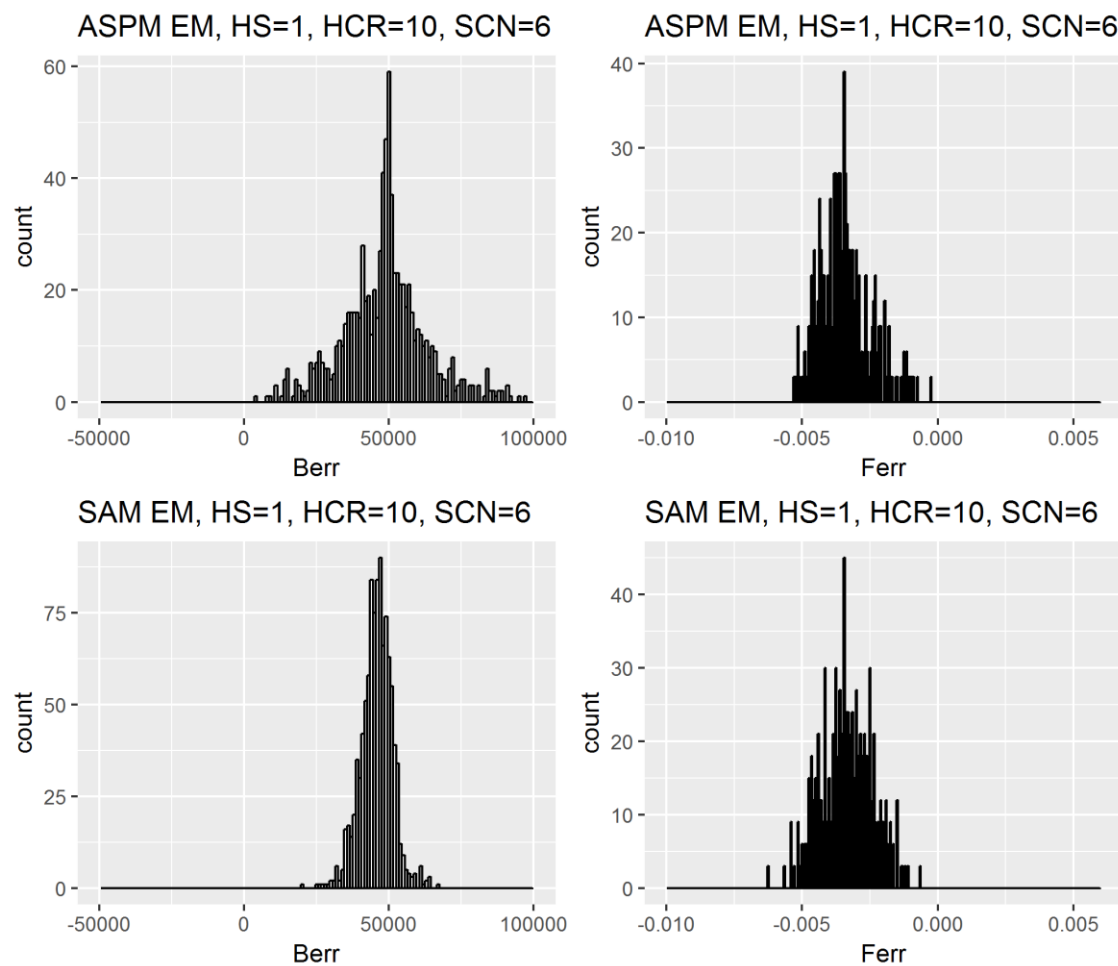 ASPM EM, HS=1, HCR=10, SCN=6
60
40
20
0
count
-50000 0 50000 100000
Berr
ASPM EM, HS=1, HCR=10, SCN=6
40
30
20
10
0
count
-0.010 -0.005 0.000 0.005
Ferr
SAM EM, HS=1, HCR=10, SCN=6
75
50
25
0
count
-50000 0 50000 100000
Berr
SAM EM, HS=1, HCR=10, SCN=6
40
30
20
10
0
count
-0.010 -0.005 0.000 0.005
Ferr